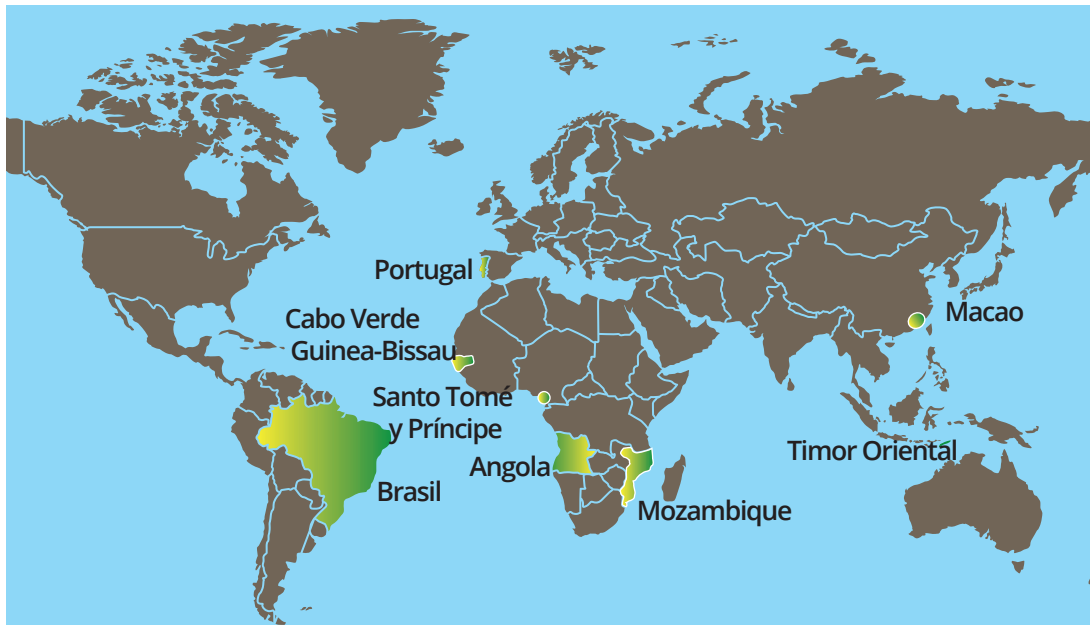 Portugal
Cabo Verde
Guinea-Bissau
Santo Tomé
y Príncipe
Angola
Brasil
Mozambique
Macao
Timor Oriental